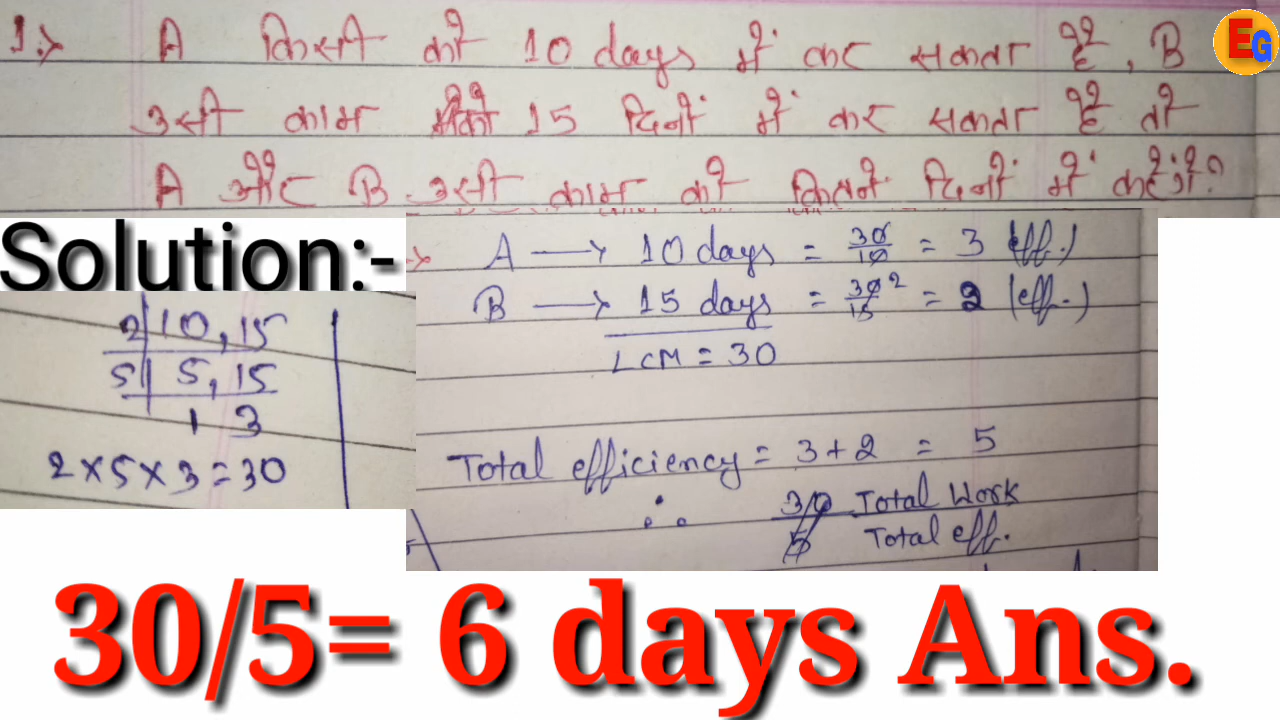 1:> A किसी को 10 days में कर सकता है, B
उसी काम को 15 दिनों में कर सकता है तो
A और B उसी काम को कितने दिनों में करेंगे?
EG
Solution:-
A → 10 days = 30/10 = 3 (eff.)
B → 15 days = 30/15 2 = 2 (eff.)
LCM = 30
2 | 10, 15
5 | 5, 15
1 3
2 x 5 x 3 = 30
Total efficiency = 3 + 2 = 5
∴ 30/5 Total Work
Total eff.
30/5= 6 days Ans.